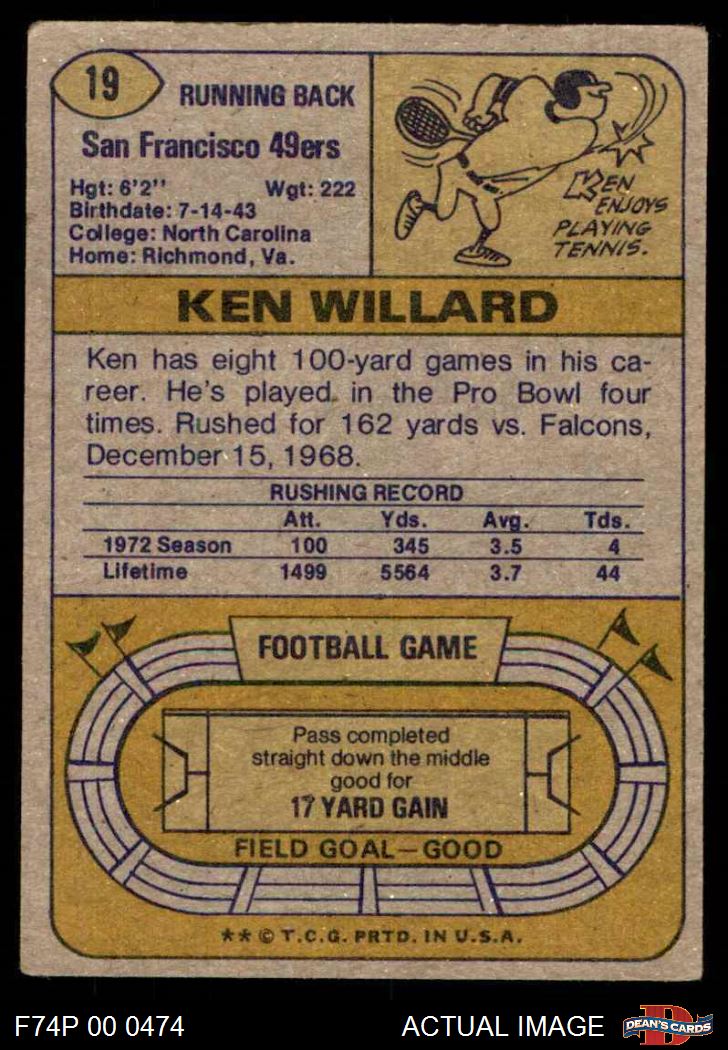 19
RUNNING BACK
San Francisco 49ers
Hgt: 6'2" Wgt: 222
Birthdate: 7-14-43
College: North Carolina
Home: Richmond, Va.
KEN
ENJOYS
PLAYING
TENNIS.
KEN WILLARD
Ken has eight 100-yard games in his ca-
reer. He's played in the Pro Bowl four
times. Rushed for 162 yards vs. Falcons,
December 15, 1968.
RUSHING RECORD
Att. Yds. Avg. Tds.
1972 Season 100 345 3.5 4
Lifetime 1499 5564 3.7 44
FOOTBALL GAME
Pass completed
straight down the middle
good for
17 YARD GAIN
FIELD GOAL—GOOD
** © T.C.G. PRTD. IN U.S.A.
F74P 00 0474 ACTUAL IMAGE
D
DEAN'S CARDS